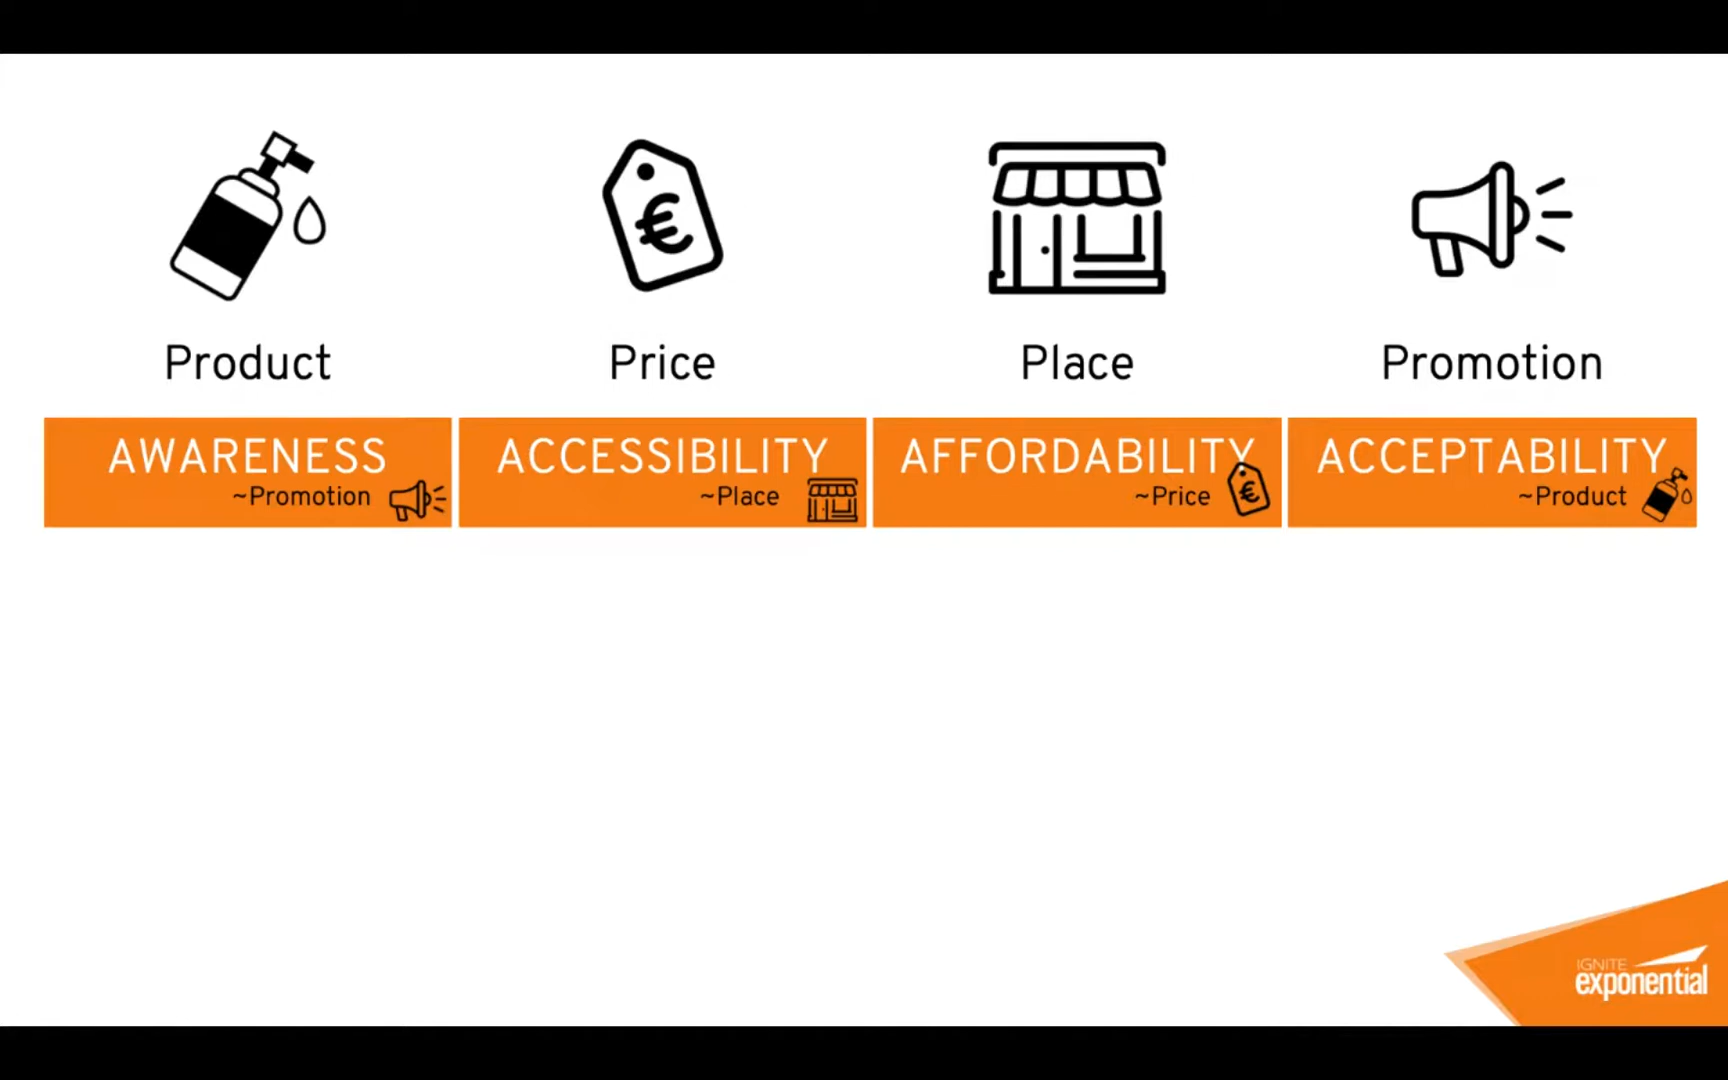 Product
Price
Place
Promotion
AWARENESS
~Promotion
ACCESSIBILITY
~Place
€
AFFORDABILITY
~Price
€
ACCEPTABILITY
~Product
IGNITE
exponential